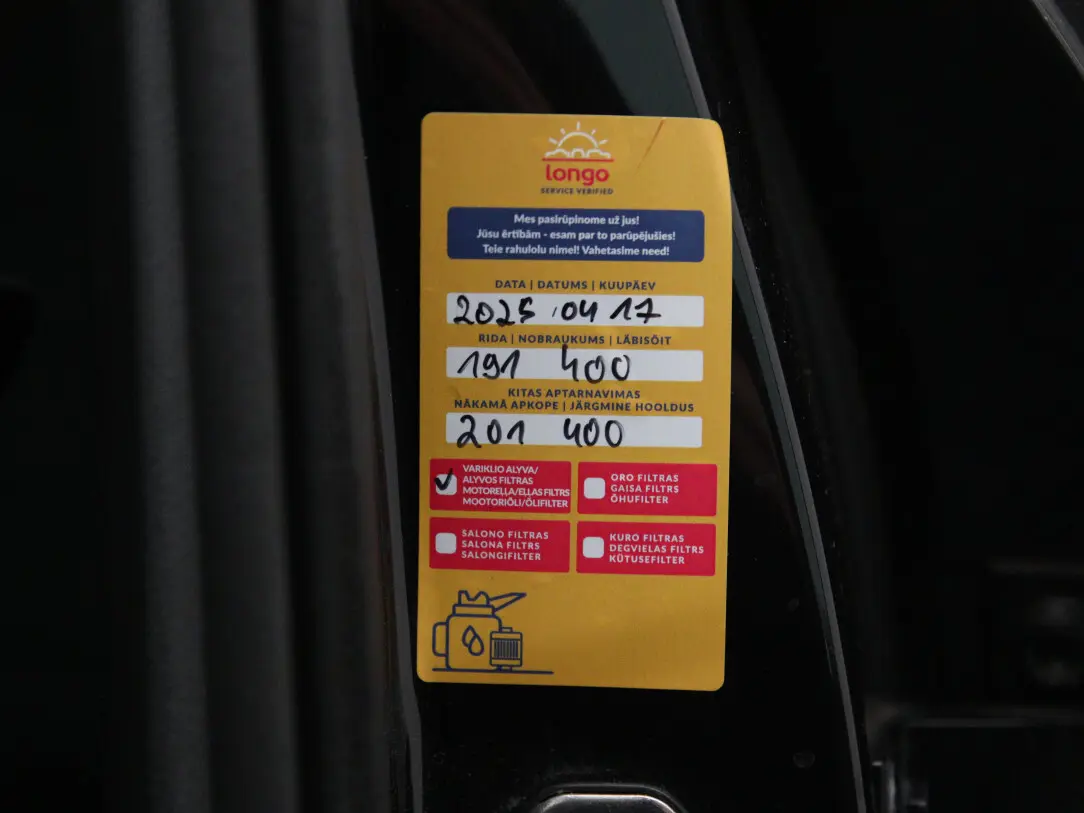 longo
SERVICE VERIFIED
Mes pasirūpinome už jus!
Jūsu ērtībām - esam par to parūpējušies!
Teie rahulolu nimel! Vahetasime need!
DATA | DATUMS | KUUPÄEV
2025.04 17
RIDA | NOBRAUKUMS | LÄBISÕIT
191 400
KITAS APTARNAVIMAS
NĀKAMĀ APKOPE | JÄRGMINE HOOLDUS
201 400
VARIKLIO ALYVA/
ALYVOS FILTRAS
MOTOREĻĻA/EĻĻAS FILTRS
MOOTORIÕLI/ÕLIFILTER
ORO FILTRAS
GAISA FILTRS
ÕHUFILTER
SALONO FILTRAS
SALONA FILTRS
SALONGIFILTER
KURO FILTRAS
DEGVIELAS FILTRS
KÜTUSEFILTER